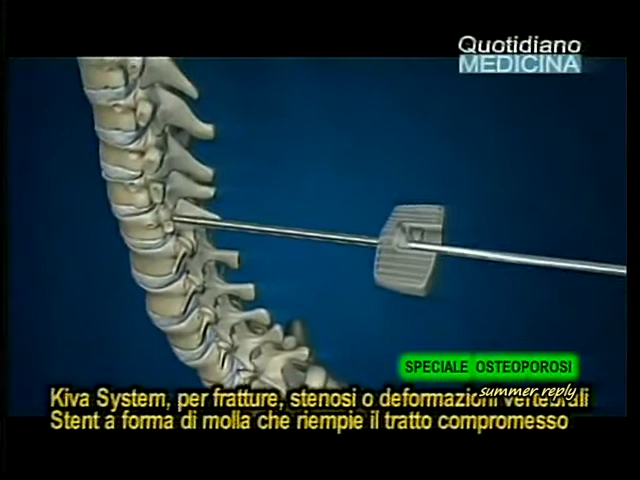 Quotidiano
MEDICINA
SPECIALE OSTEOPOROSI
summer reply
Kiva System, per fratture, stenosi o deformazioni vertebrali
Stent a forma di molla che riempie il tratto compromesso